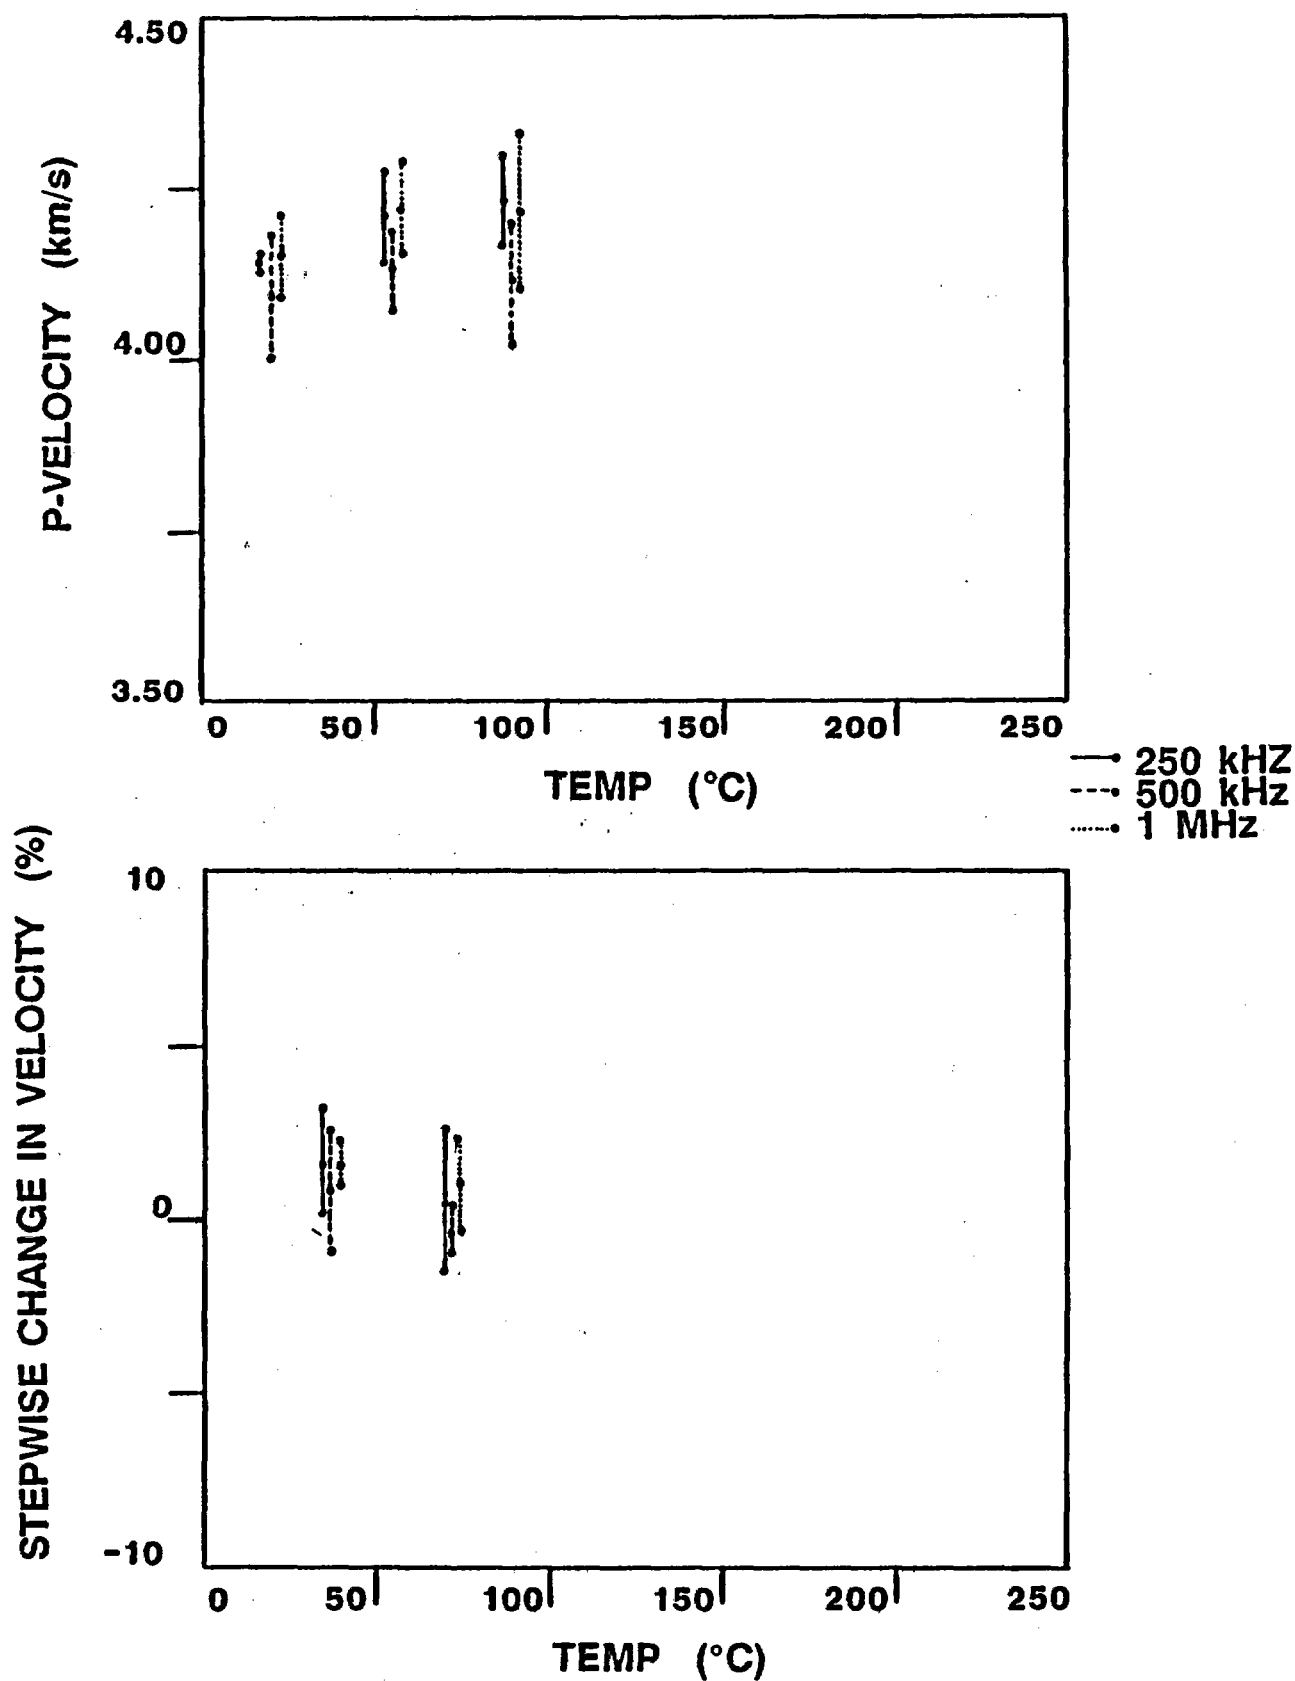 4.50
4.00
3.50
P-VELOCITY (km/s)
0 50 100 150 200 250
TEMP (°C)
250 kHZ
500 kHz
1 MHz
10
0
-10
STEPWISE CHANGE IN VELOCITY (%)
0 50 100 150 200 250
TEMP (°C)